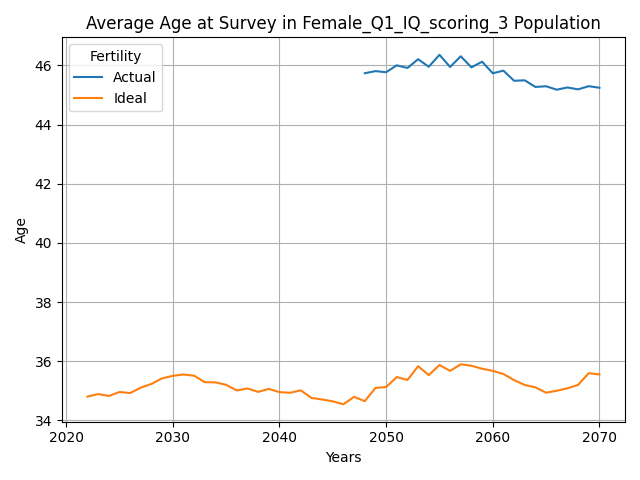 Average Age at Survey in Female_Q1_IQ_scoring_3 Population
Fertility
Actual
Ideal
46
44
42
40
38
36
34
Age
2020
2030
2040
2050
2060
2070
Years